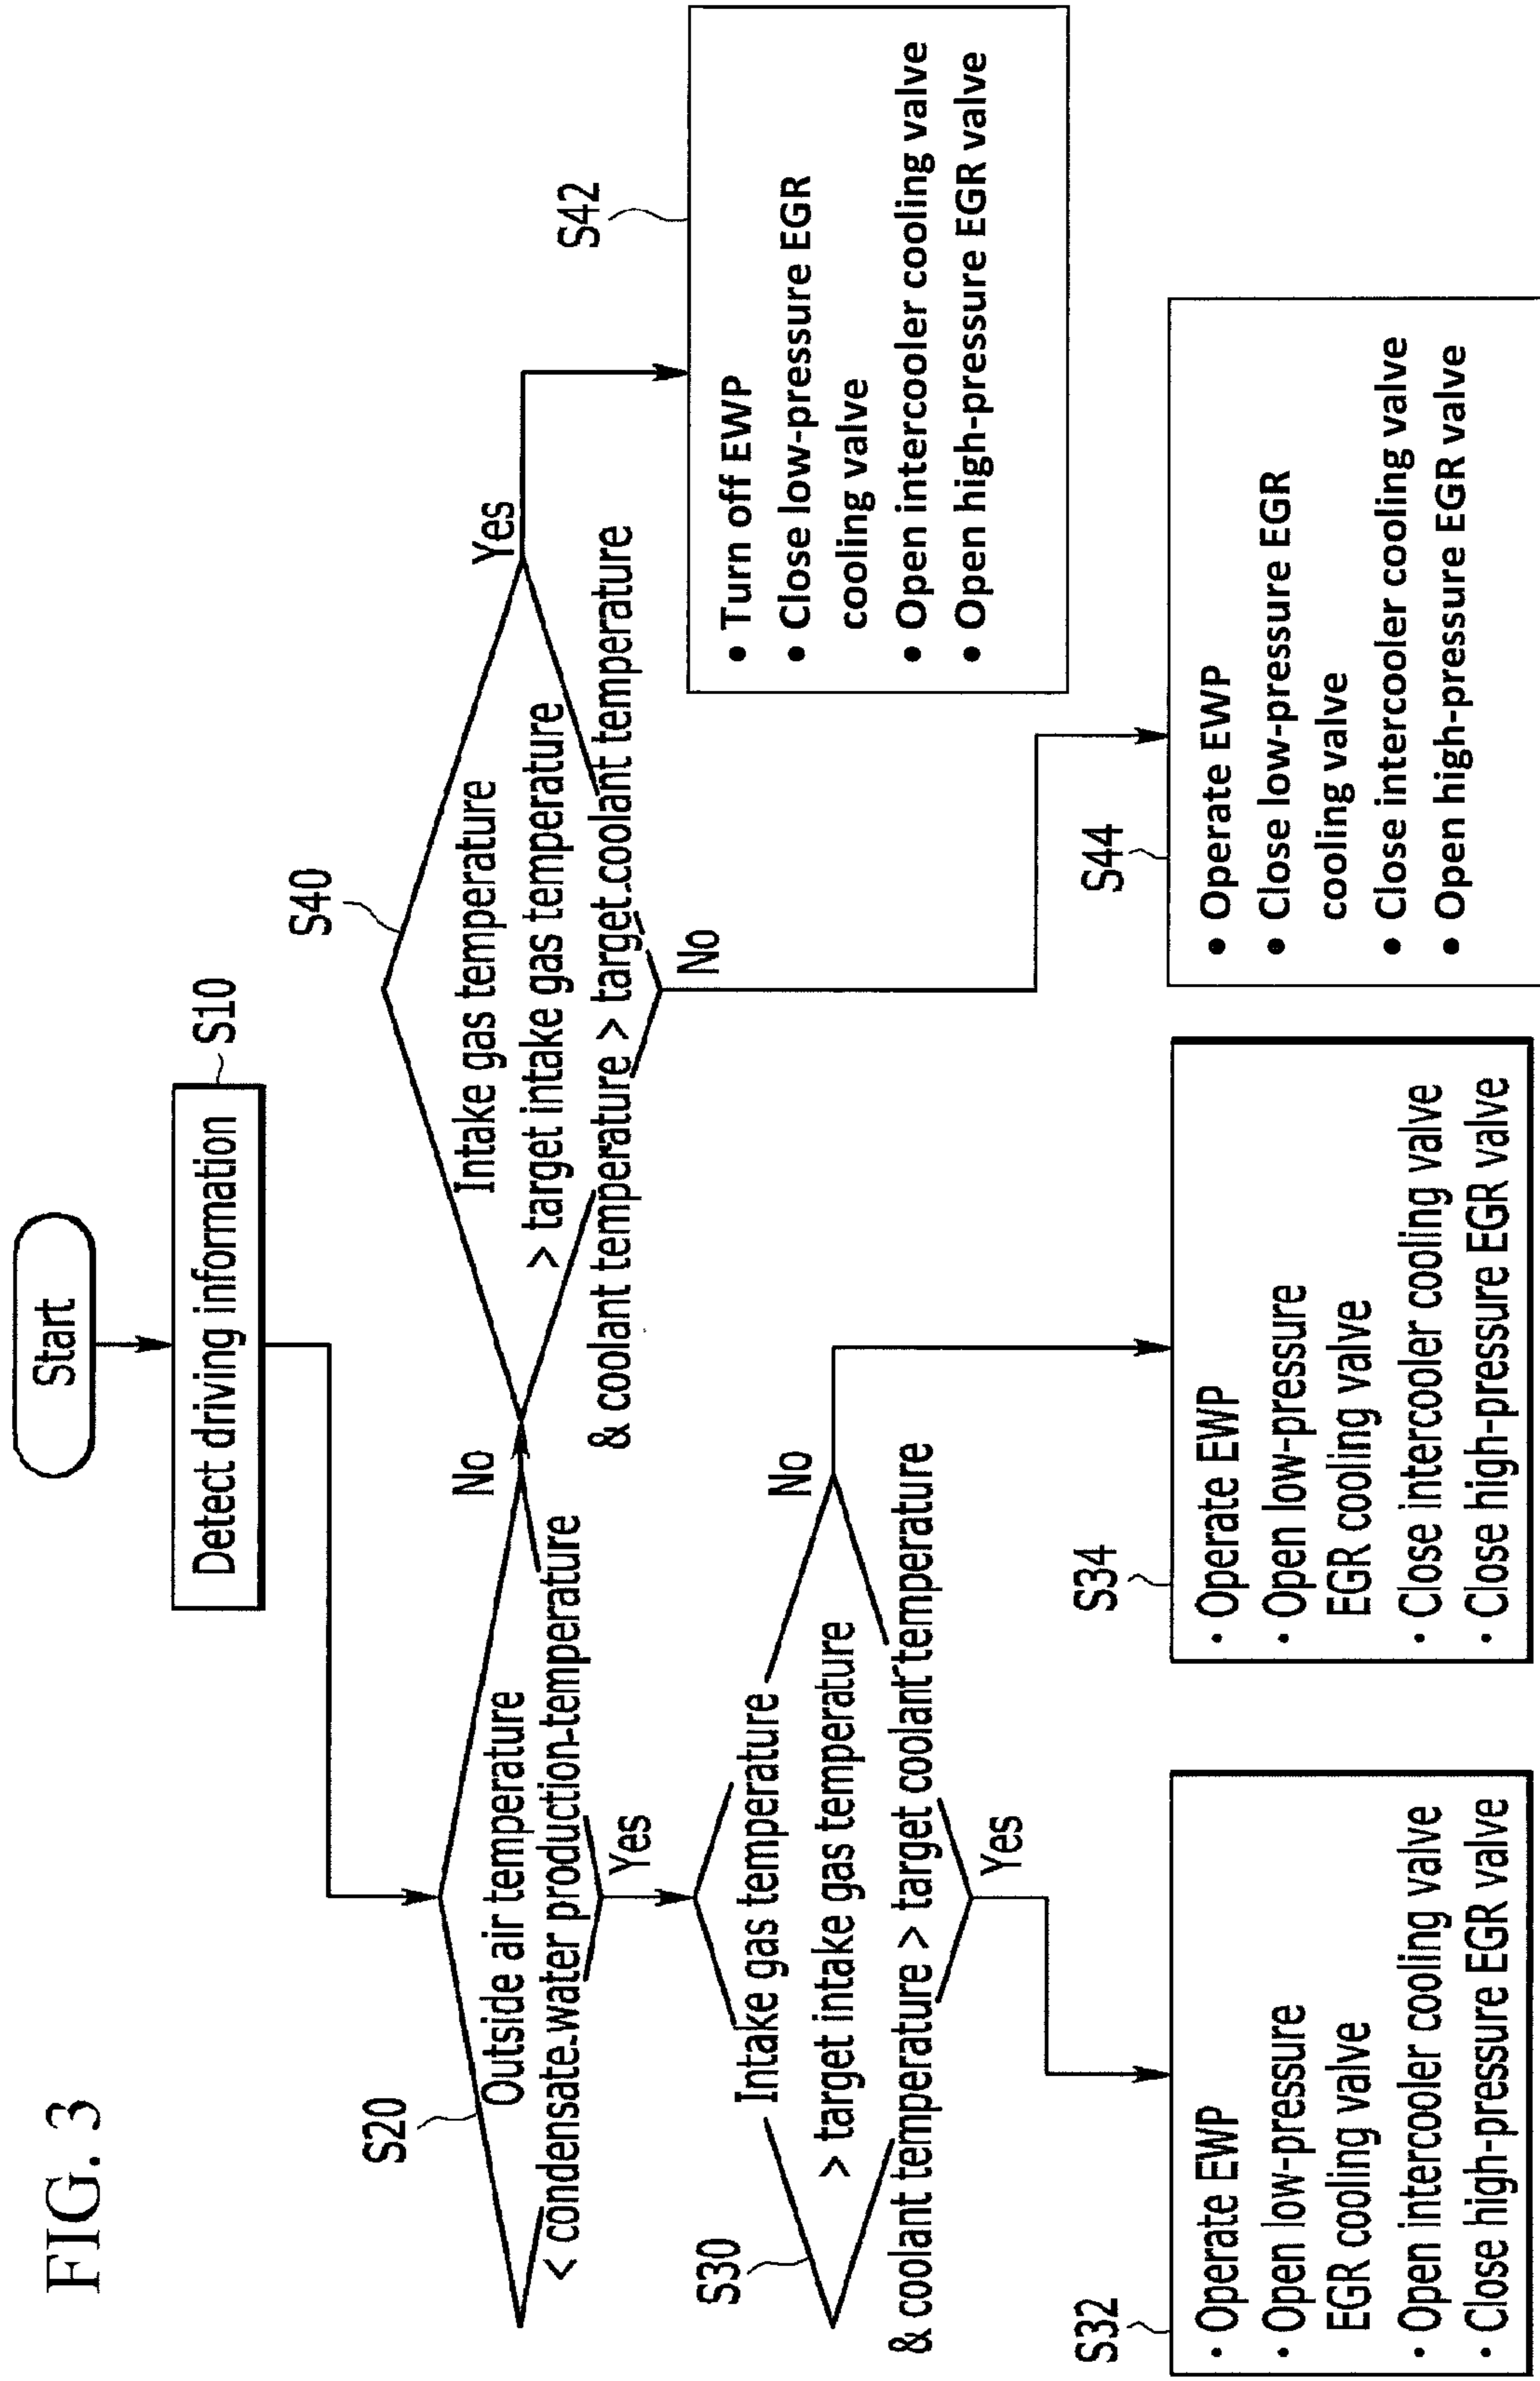 FIG. 3
Start
Detect driving information
S10
S20
Outside air temperature
< condensate-water production-temperature
No
Yes
S40
Intake gas temperature
> target intake gas temperature
& coolant temperature > target coolant temperature
Yes
No
S42
• Turn off EWP
• Close low-pressure EGR
cooling valve
• Open intercooler cooling valve
• Open high-pressure EGR valve
S30
Intake gas temperature
> target intake gas temperature
& coolant temperature > target coolant temperature
No
Yes
S32
• Operate EWP
• Open low-pressure
EGR cooling valve
• Open intercooler cooling valve
• Close high-pressure EGR valve
S34
• Operate EWP
• Open low-pressure
EGR cooling valve
• Close intercooler cooling valve
• Close high-pressure EGR valve
S44
• Operate EWP
• Close low-pressure EGR
cooling valve
• Close intercooler cooling valve
• Open high-pressure EGR valve